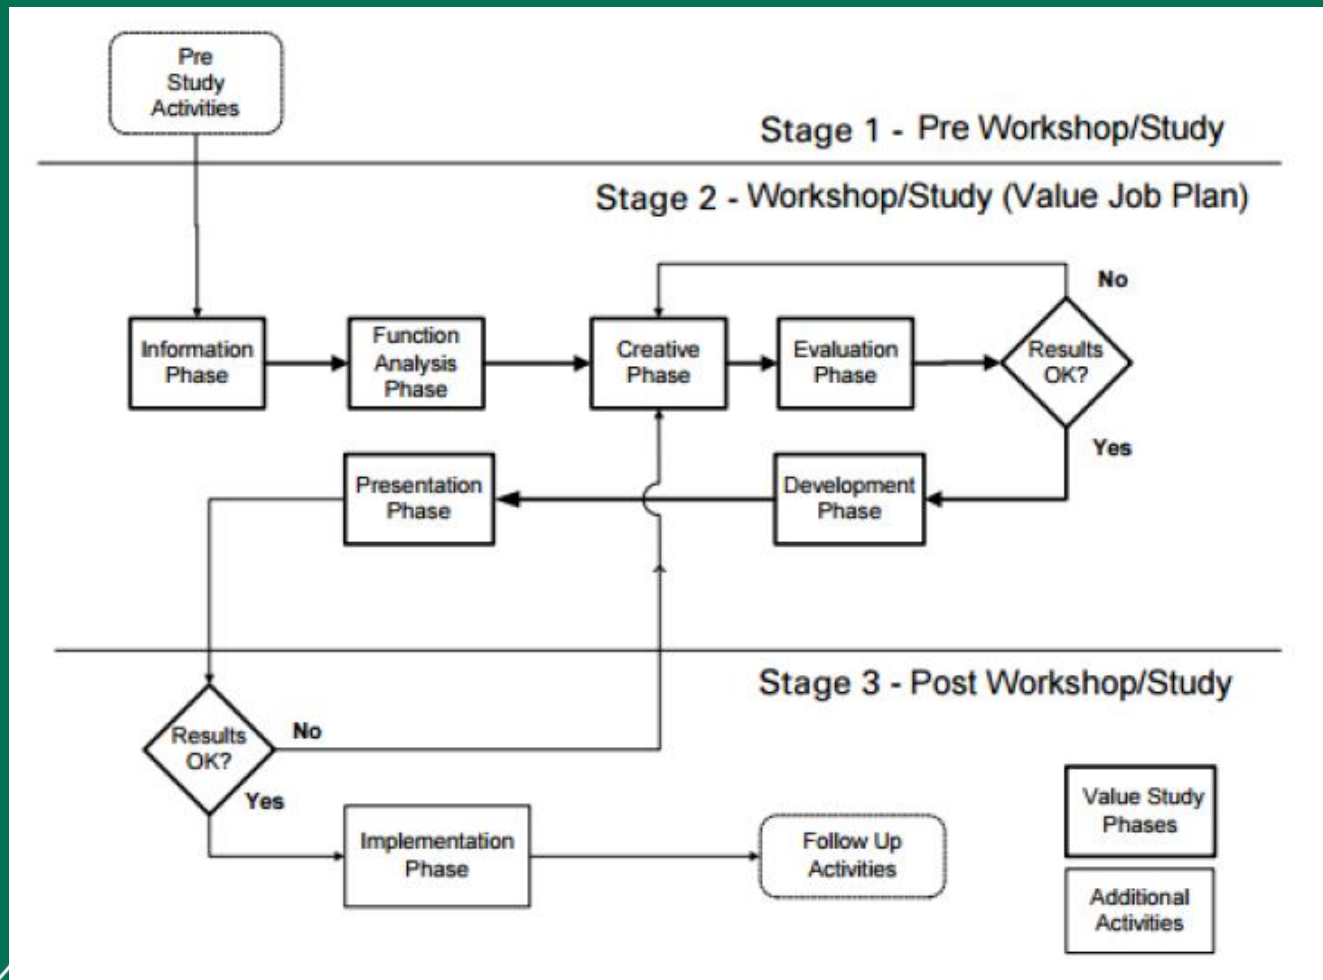 Pre
Study
Activities
Stage 1 - Pre Workshop/Study
Stage 2 - Workshop/Study (Value Job Plan)
No
Information
Phase
Function
Analysis
Phase
Creative
Phase
Evaluation
Phase
Results
OK?
Yes
Presentation
Phase
Development
Phase
Stage 3 - Post Workshop/Study
Results
OK?
No
Yes
Implementation
Phase
Follow Up
Activities
Value Study
Phases
Additional
Activities